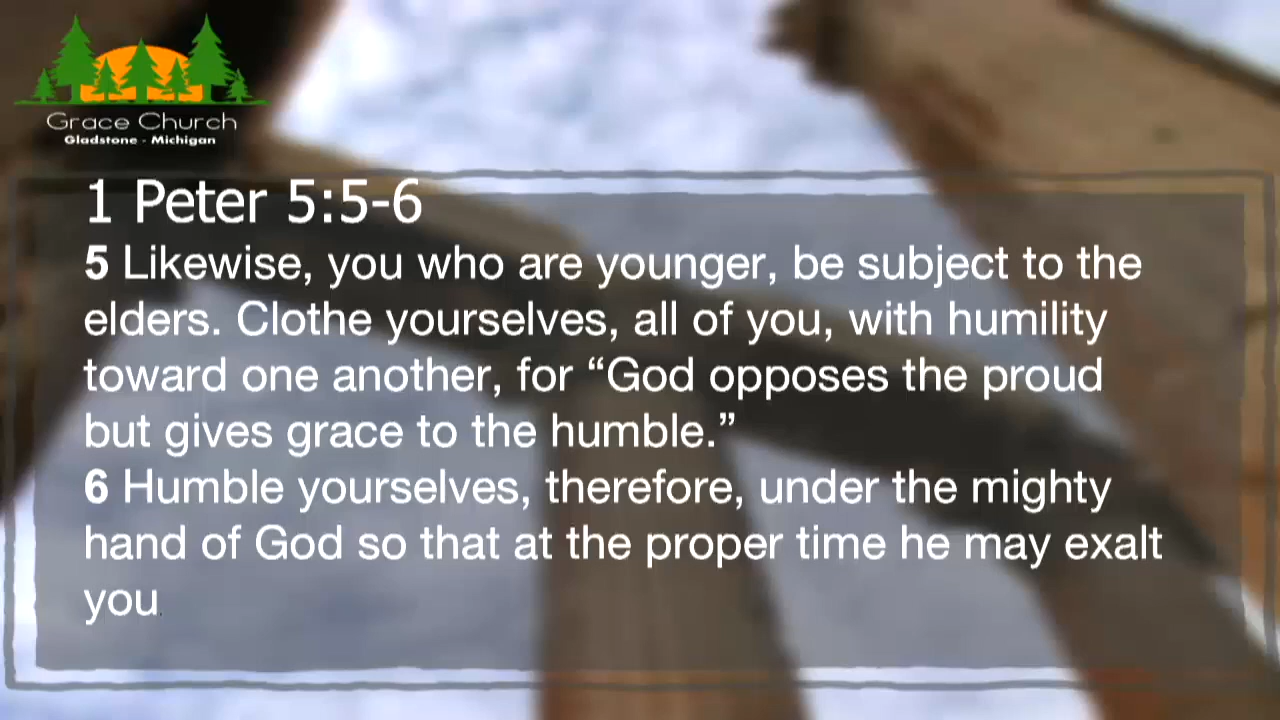 Grace Church
Gladstone - Michigan
1 Peter 5:5-6
5 Likewise, you who are younger, be subject to the
elders. Clothe yourselves, all of you, with humility
toward one another, for “God opposes the proud
but gives grace to the humble.”
6 Humble yourselves, therefore, under the mighty
hand of God so that at the proper time he may exalt
you.